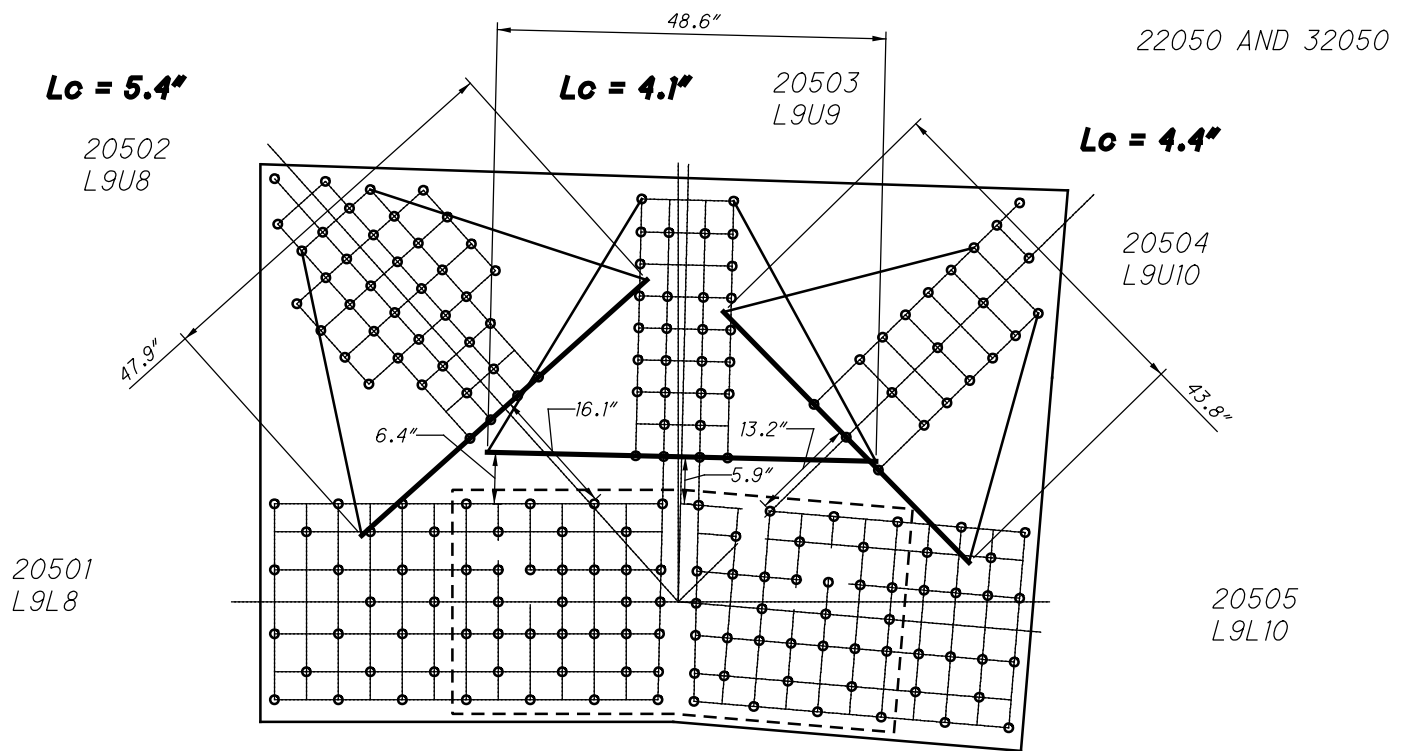 48.6"
22050 AND 32050
Lc = 5.4"
Lc = 4.1"
20503
L9U9
Lc = 4.4"
20502
L9U8
20504
L9U10
47.9"
43.8"
16.1"
6.4"
13.2"
5.9"
20501
L9L8
20505
L9L10